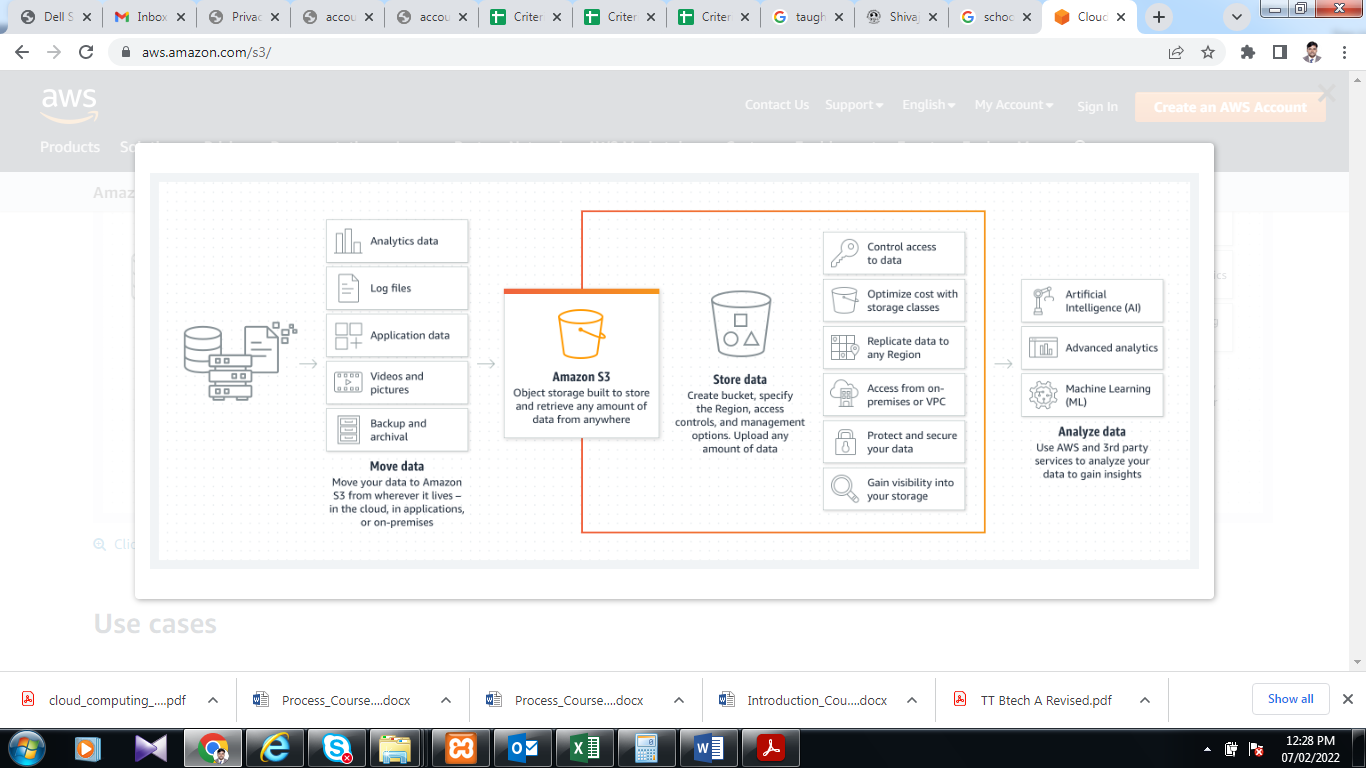 Dell S
Inbox
Privac
accou
accou
Criter
Criter
Criter
taugh
Shivaj
schoo
Cloud
aws.amazon.com/s3/
aws
Contact Us
Support
English
My Account
Sign In
Create an AWS Account
Products
Amaz
Analytics data
Log files
Application data
Videos and
pictures
Backup and
archival
Move data
Move your data to Amazon
S3 from wherever it lives –
in the cloud, in applications,
or on-premises
Amazon S3
Object storage built to store
and retrieve any amount of
data from anywhere
Store data
Create bucket, specify
the Region, access
controls, and management
options. Upload any
amount of data
Control access
to data
Optimize cost with
storage classes
Replicate data to
any Region
Access from on-
premises or VPC
Protect and secure
your data
Gain visibility into
your storage
Artificial
Intelligence (AI)
Advanced analytics
Machine Learning
(ML)
Analyze data
Use AWS and 3rd party
services to analyze your
data to gain insights
Clic
Use cases
cloud_computing_....pdf
Process_Course....docx
Process_Course....docx
Introduction_Cou....docx
TT Btech A Revised.pdf
Show all
12:28 PM
07/02/2022